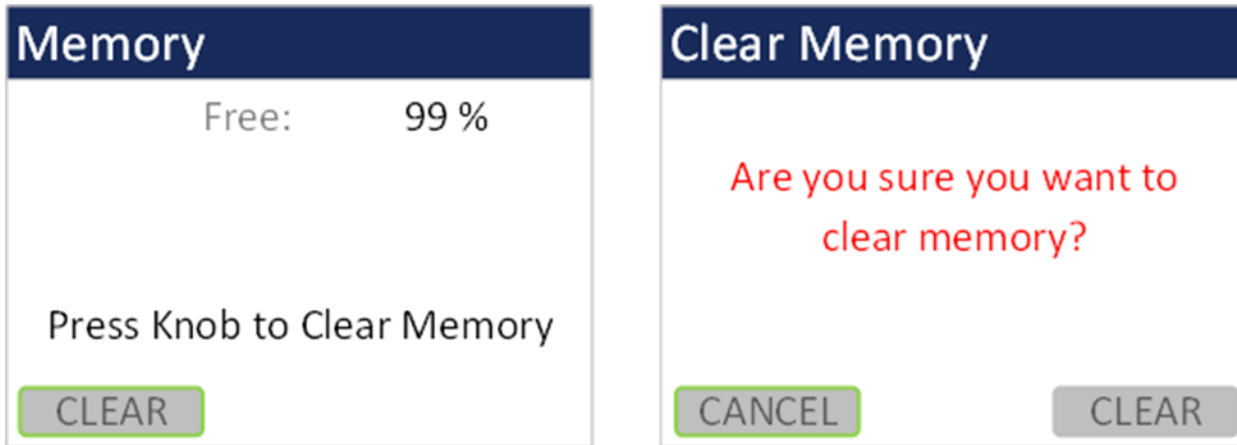 Memory
Free: 99 %
Press Knob to Clear Memory
CLEAR
Clear Memory
Are you sure you want to
clear memory?
CANCEL CLEAR